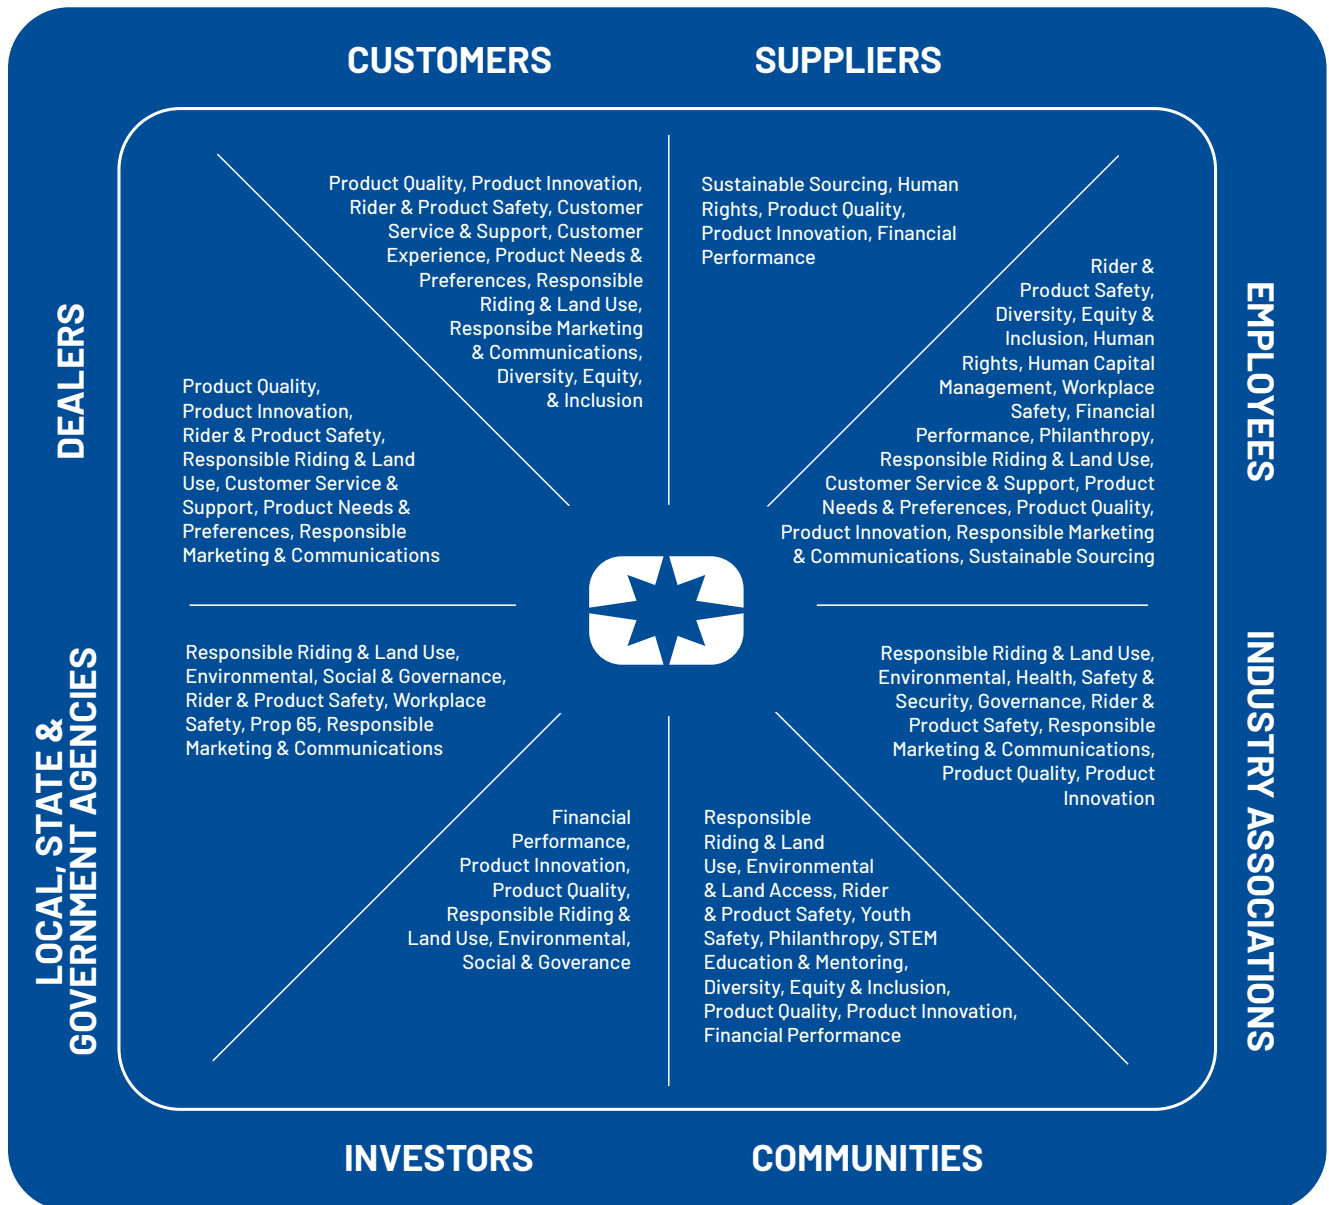 CUSTOMERS
SUPPLIERS
Product Quality, Product Innovation,
Rider & Product Safety, Customer
Service & Support, Customer
Experience, Product Needs &
Preferences, Responsible
Riding & Land Use,
Responsibe Marketing
& Communications,
Diversity, Equity,
& Inclusion
Sustainable Sourcing, Human
Rights, Product Quality,
Product Innovation, Financial
Performance
EMPLOYEES
Rider &
Product Safety,
Diversity, Equity &
Inclusion, Human
Rights, Human Capital
Management, Workplace
Safety, Financial
Performance, Philanthropy,
Responsible Riding & Land Use,
Customer Service & Support, Product
Needs & Preferences, Product Quality,
Product Innovation, Responsible Marketing
& Communications, Sustainable Sourcing
DEALERS
Product Quality,
Product Innovation,
Rider & Product Safety,
Responsible Riding & Land
Use, Customer Service &
Support, Product Needs &
Preferences, Responsible
Marketing & Communications
LOCAL, STATE &
GOVERNMENT AGENCIES
Responsible Riding & Land Use,
Environmental, Social & Governance,
Rider & Product Safety, Workplace
Safety, Prop 65, Responsible
Marketing & Communications
INDUSTRY ASSOCIATIONS
Responsible Riding & Land Use,
Environmental, Health, Safety &
Security, Governance, Rider &
Product Safety, Responsible
Marketing & Communications,
Product Quality, Product
Innovation
Financial
Performance,
Product Innovation,
Product Quality,
Responsible Riding &
Land Use, Environmental,
Social & Goverance
Responsible
Riding & Land
Use, Environmental
& Land Access, Rider
& Product Safety, Youth
Safety, Philanthropy, STEM
Education & Mentoring,
Diversity, Equity & Inclusion,
Product Quality, Product Innovation,
Financial Performance
INVESTORS
COMMUNITIES